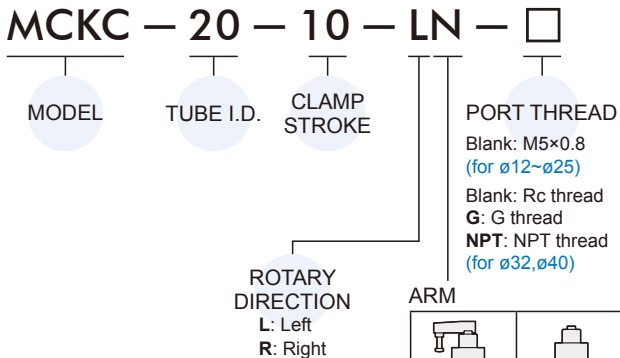 MCKC – 20 – 10 – LN – □
MODEL
TUBE I.D.
CLAMP
STROKE
PORT THREAD
Blank: M5×0.8
(for ø12~ø25)
Blank: Rc thread
G: G thread
NPT: NPT thread
(for ø32,ø40)
ROTARY
DIRECTION
L: Left
R: Right
ARM